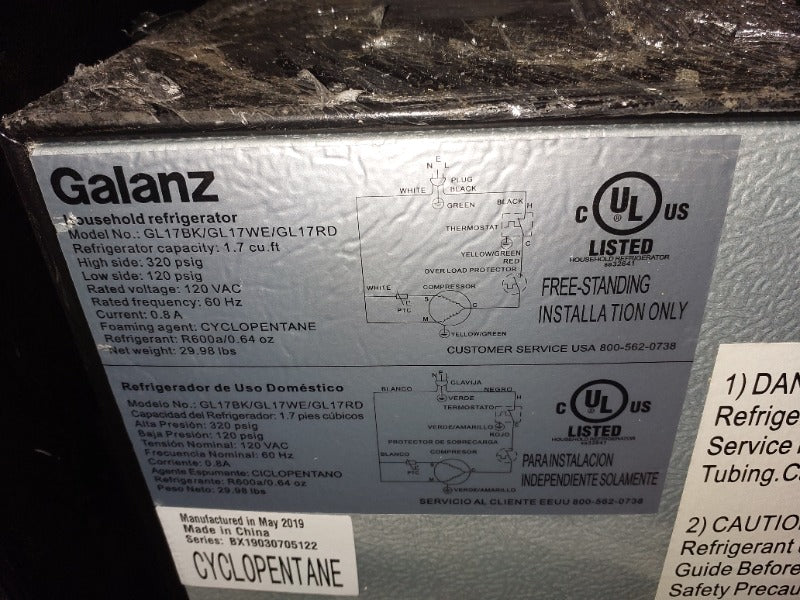 Galanz
Household refrigerator
Model No.: GL17BK/GL17WE/GL17RD
Refrigerator capacity: 1.7 cu.ft
High side: 320 psig
Low side: 120 psig
Rated voltage: 120 VAC
Rated frequency: 60 Hz
Current: 0.8 A
Foaming agent: CYCLOPENTANE
Refrigerant: R600a/0.64 oz
Net weight: 29.98 lbs
E
N L
PLUG
WHITE BLACK
GREEN
BLACK H
THERMOSTAT
C
YELLOW/GREEN
RED
OVER LOAD PROTECTOR
WHITE
COMPRESSOR
PTC
S
C
M
YELLOW/GREEN
C UL US
LISTED
HOUSEHOLD REFRIGERATOR
sa32641
FREE-STANDING
INSTALLATION ONLY
CUSTOMER SERVICE USA 800-562-0738
Refrigerador de Uso Doméstico
Modelo No.: GL17BK/GL17WE/GL17RD
Capacidad del Refrigerador: 1.7 pies cúbicos
Alta Presión: 320 psig
Baja Presión: 120 psig
Tensión Nominal: 120 VAC
Frecuencia Nominal: 60 Hz
Corriente: 0.8A
Agente Espumante: CICLOPENTANO
Refrigerante: R600a/0.64 oz
Peso Neto: 29.98 lbs
N L
CLAVIJA
BLANCO NEGRO
VERDE
H
TERMOSTATO
VERDE/AMARILLO
ROJO
PROTECTOR DE SOBRECARGA
BLANCO
COMPRESOR
VERDE/AMARILLO
C UL US
LISTED
HOUSEHOLD REFRIGERATOR
sa32641
PARA INSTALACION
INDEPENDIENTE SOLAMENTE
SERVICIO AL CLIENTE EEUU 800-562-0738
Manufactured in May 2019
Made in China
Series: BX19030705122
CYCLOPENTANE
1) DAN
Refrige
Service
Tubing.Ca
2) CAUTIO
Refrigerant
Guide Before
Safety Precau